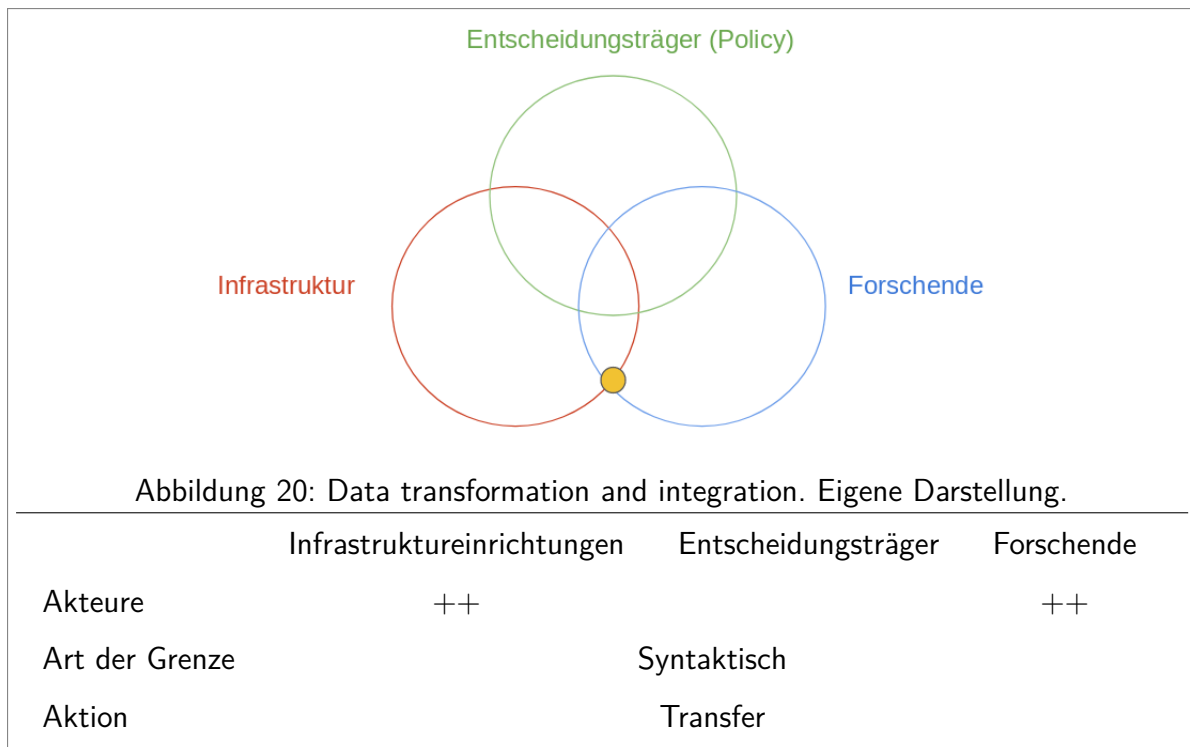 Entscheidungsträger (Policy)
Infrastruktur
Forschende
Abbildung 20: Data transformation and integration. Eigene Darstellung.
Infrastruktureinrichtungen Entscheidungsträger Forschende
Akteure ++ ++
Art der Grenze Syntaktisch
Aktion Transfer